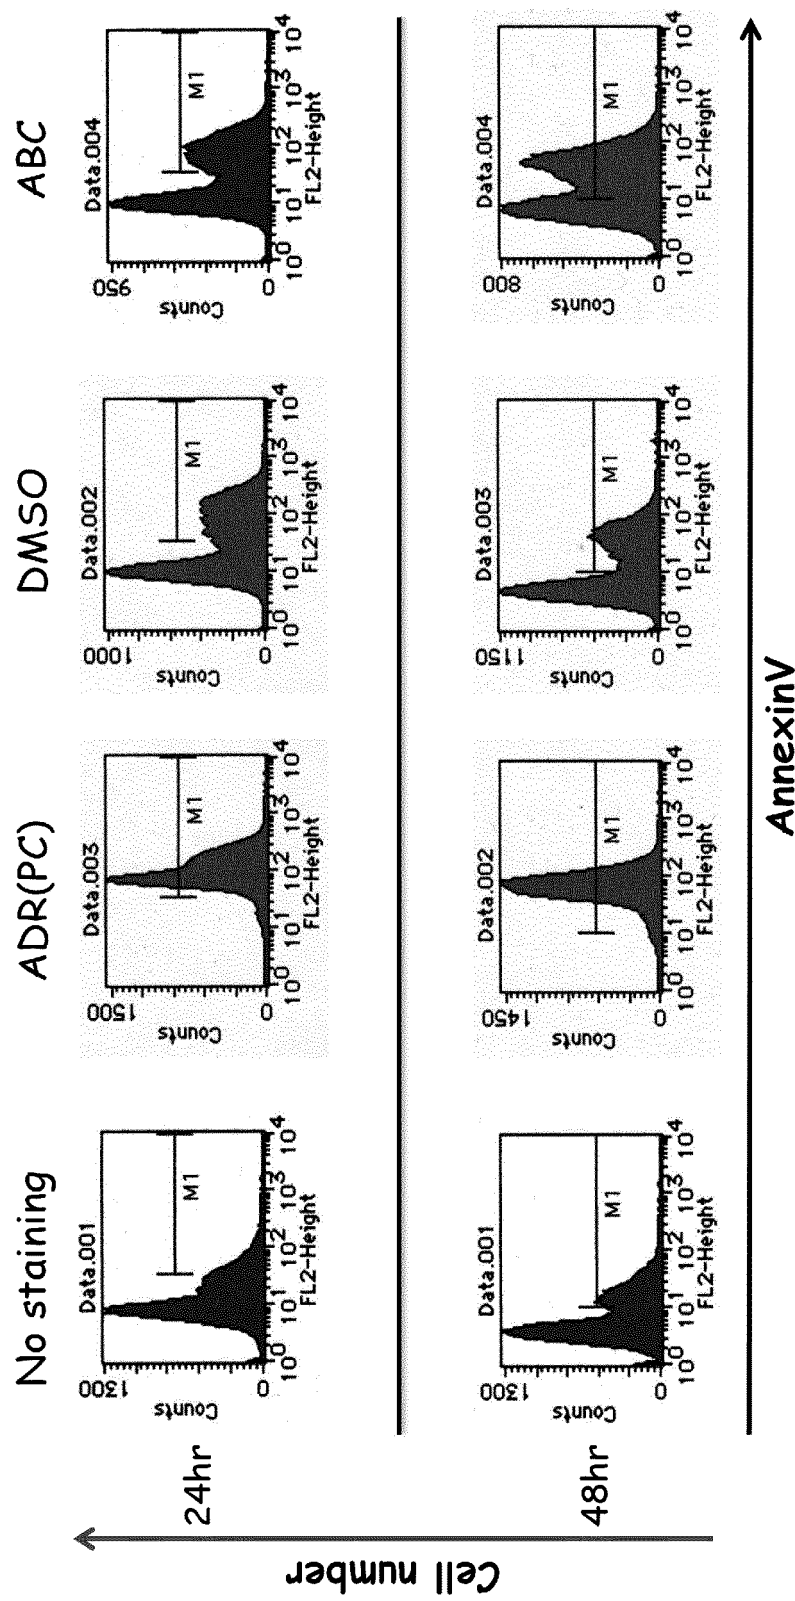 No staining ADR(PC) DMSO ABC
24hr
Data.001
1300
Counts
0
M1
10^0 10^1 10^2 10^3 10^4
FL2-Height
Data.003
1500
Counts
0
M1
10^0 10^1 10^2 10^3 10^4
FL2-Height
Data.002
1000
Counts
0
M1
10^0 10^1 10^2 10^3 10^4
FL2-Height
Data.004
950
Counts
0
M1
10^0 10^1 10^2 10^3 10^4
FL2-Height
48hr
Data.001
1300
Counts
0
M1
10^0 10^1 10^2 10^3 10^4
FL2-Height
Data.002
1450
Counts
0
M1
10^0 10^1 10^2 10^3 10^4
FL2-Height
Data.003
1150
Counts
0
M1
10^0 10^1 10^2 10^3 10^4
FL2-Height
Data.004
800
Counts
0
M1
10^0 10^1 10^2 10^3 10^4
FL2-Height
Cell number
AnnexinV